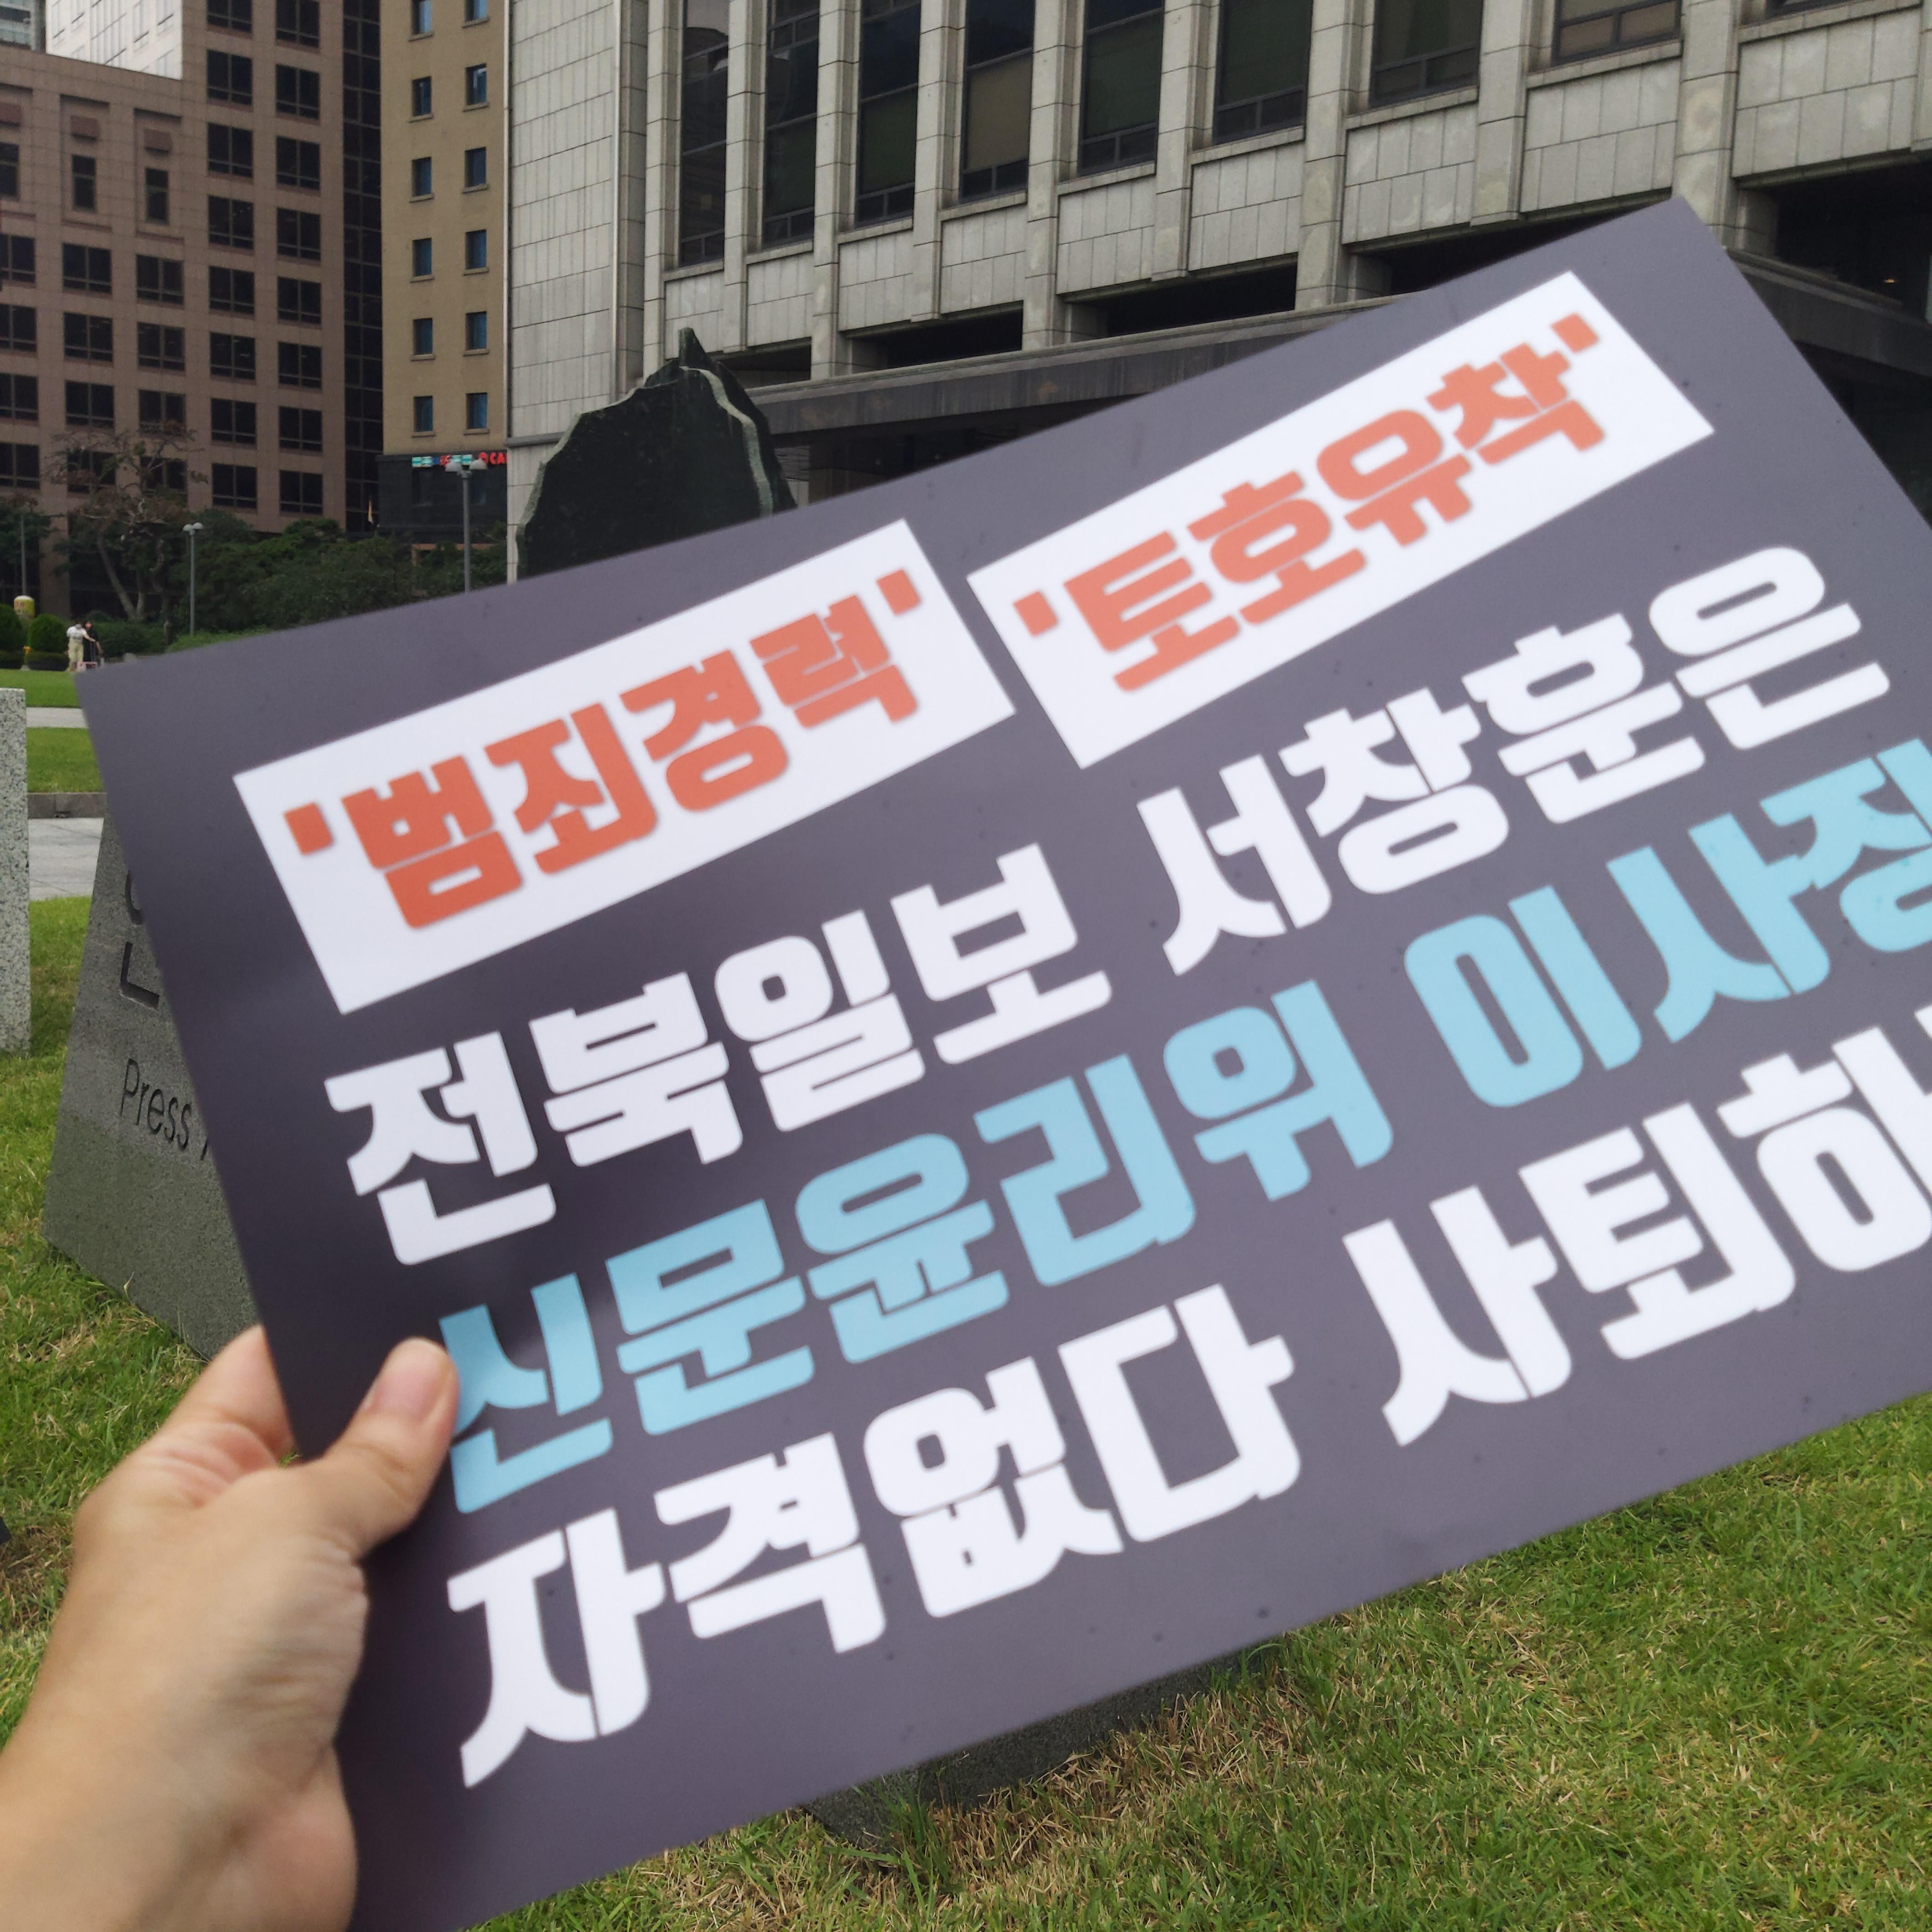 '범죄경력' '토호유착'
전북일보 서창훈은
신문윤리위 이사장
자격없다 사퇴하
Press